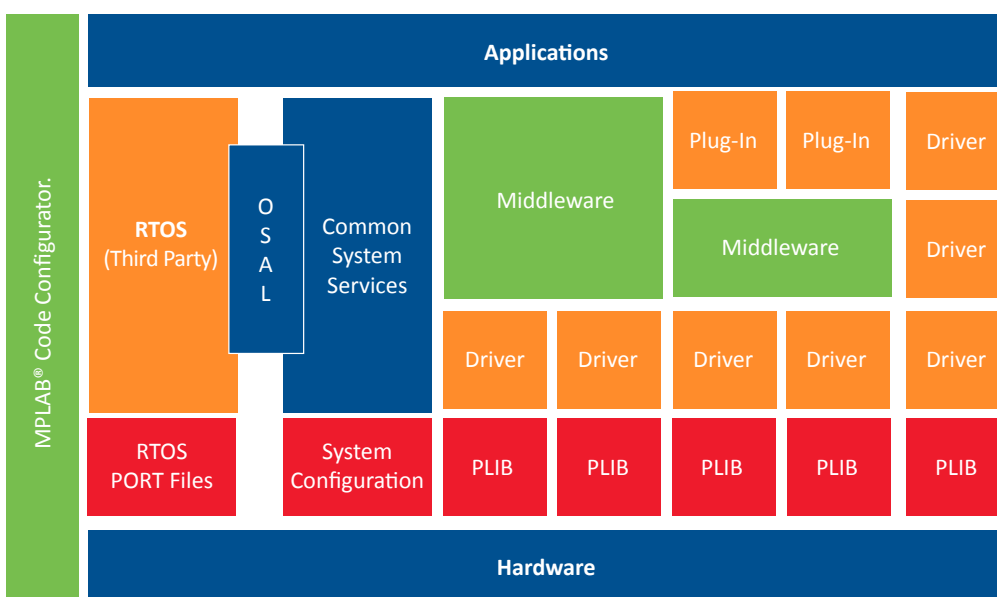 MPLAB® Code Configurator.
Applications
RTOS
(Third Party)
O
S
A
L
Common
System
Services
Middleware
Plug-In
Plug-In
Driver
Middleware
Driver
Driver
Driver
Driver
Driver
Driver
RTOS
PORT Files
System
Configuration
PLIB
PLIB
PLIB
PLIB
PLIB
Hardware